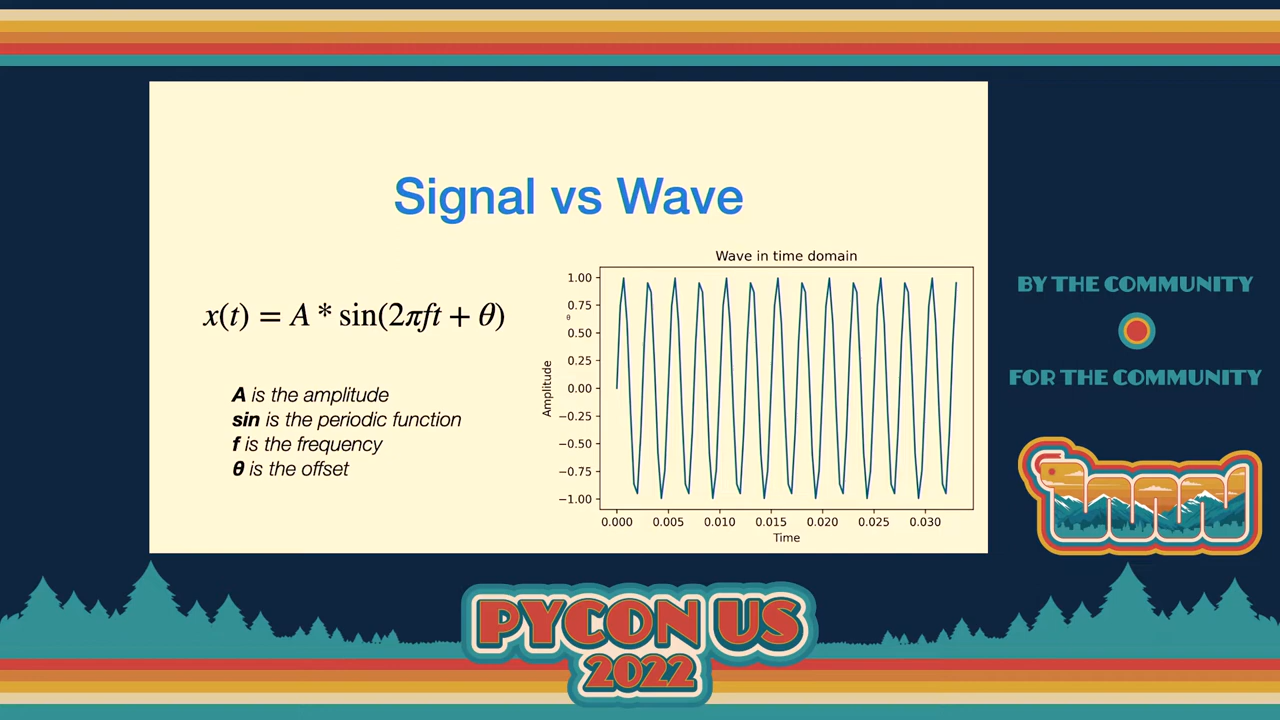 Signal vs Wave
x(t) = A * sin(2πft + θ)
A is the amplitude
sin is the periodic function
f is the frequency
θ is the offset
Wave in time domain
1.00
0.75
θ
0.50
0.25
0.00
−0.25
−0.50
−0.75
−1.00
Amplitude
0.000 0.005 0.010 0.015 0.020 0.025 0.030
Time
BY THE COMMUNITY
FOR THE COMMUNITY
PYCON US
2022